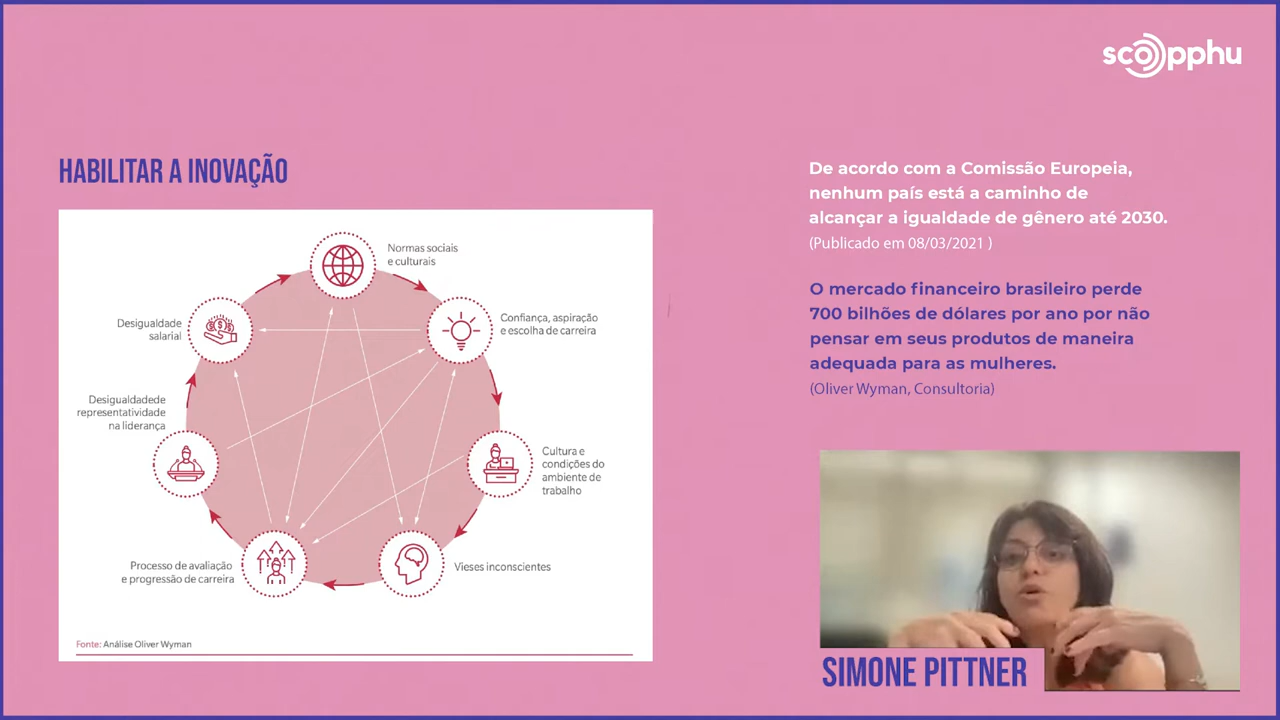 scopphu
HABILITAR A INOVAÇÃO
De acordo com a Comissão Europeia,
nenhum país está a caminho de
alcançar a igualdade de gênero até 2030.
(Publicado em 08/03/2021 )
O mercado financeiro brasileiro perde
700 bilhões de dólares por ano por não
pensar em seus produtos de maneira
adequada para as mulheres.
(Oliver Wyman, Consultoria)
Normas sociais
e culturais
Confiança, aspiração
e escolha de carreira
Cultura e
condições do
ambiente de
trabalho
Vieses inconscientes
Processo de avaliação
e progressão de carreira
Desigualdadede
representatividade
na liderança
Desigualdade
salarial
Fonte: Análise Oliver Wyman
SIMONE PITTNER